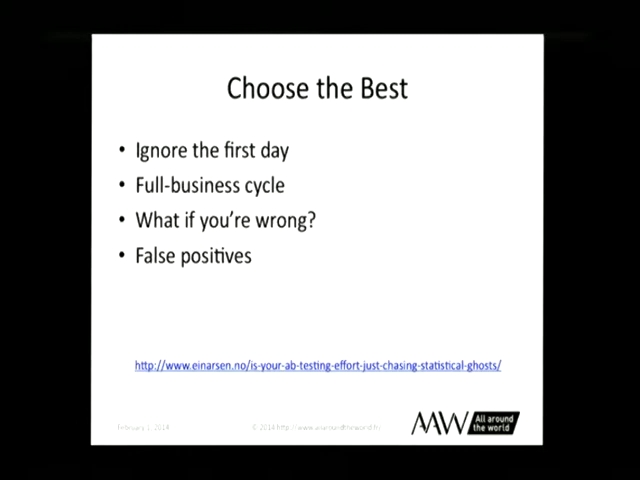 Choose the Best
• Ignore the first day
• Full-business cycle
• What if you're wrong?
• False positives
http://www.einarsen.no/is-your-ab-testing-effort-just-chasing-statistical-ghosts/
February 2, 2014
© 2014 http://www.allaroundtheworld.fr/
AAW All around
the world